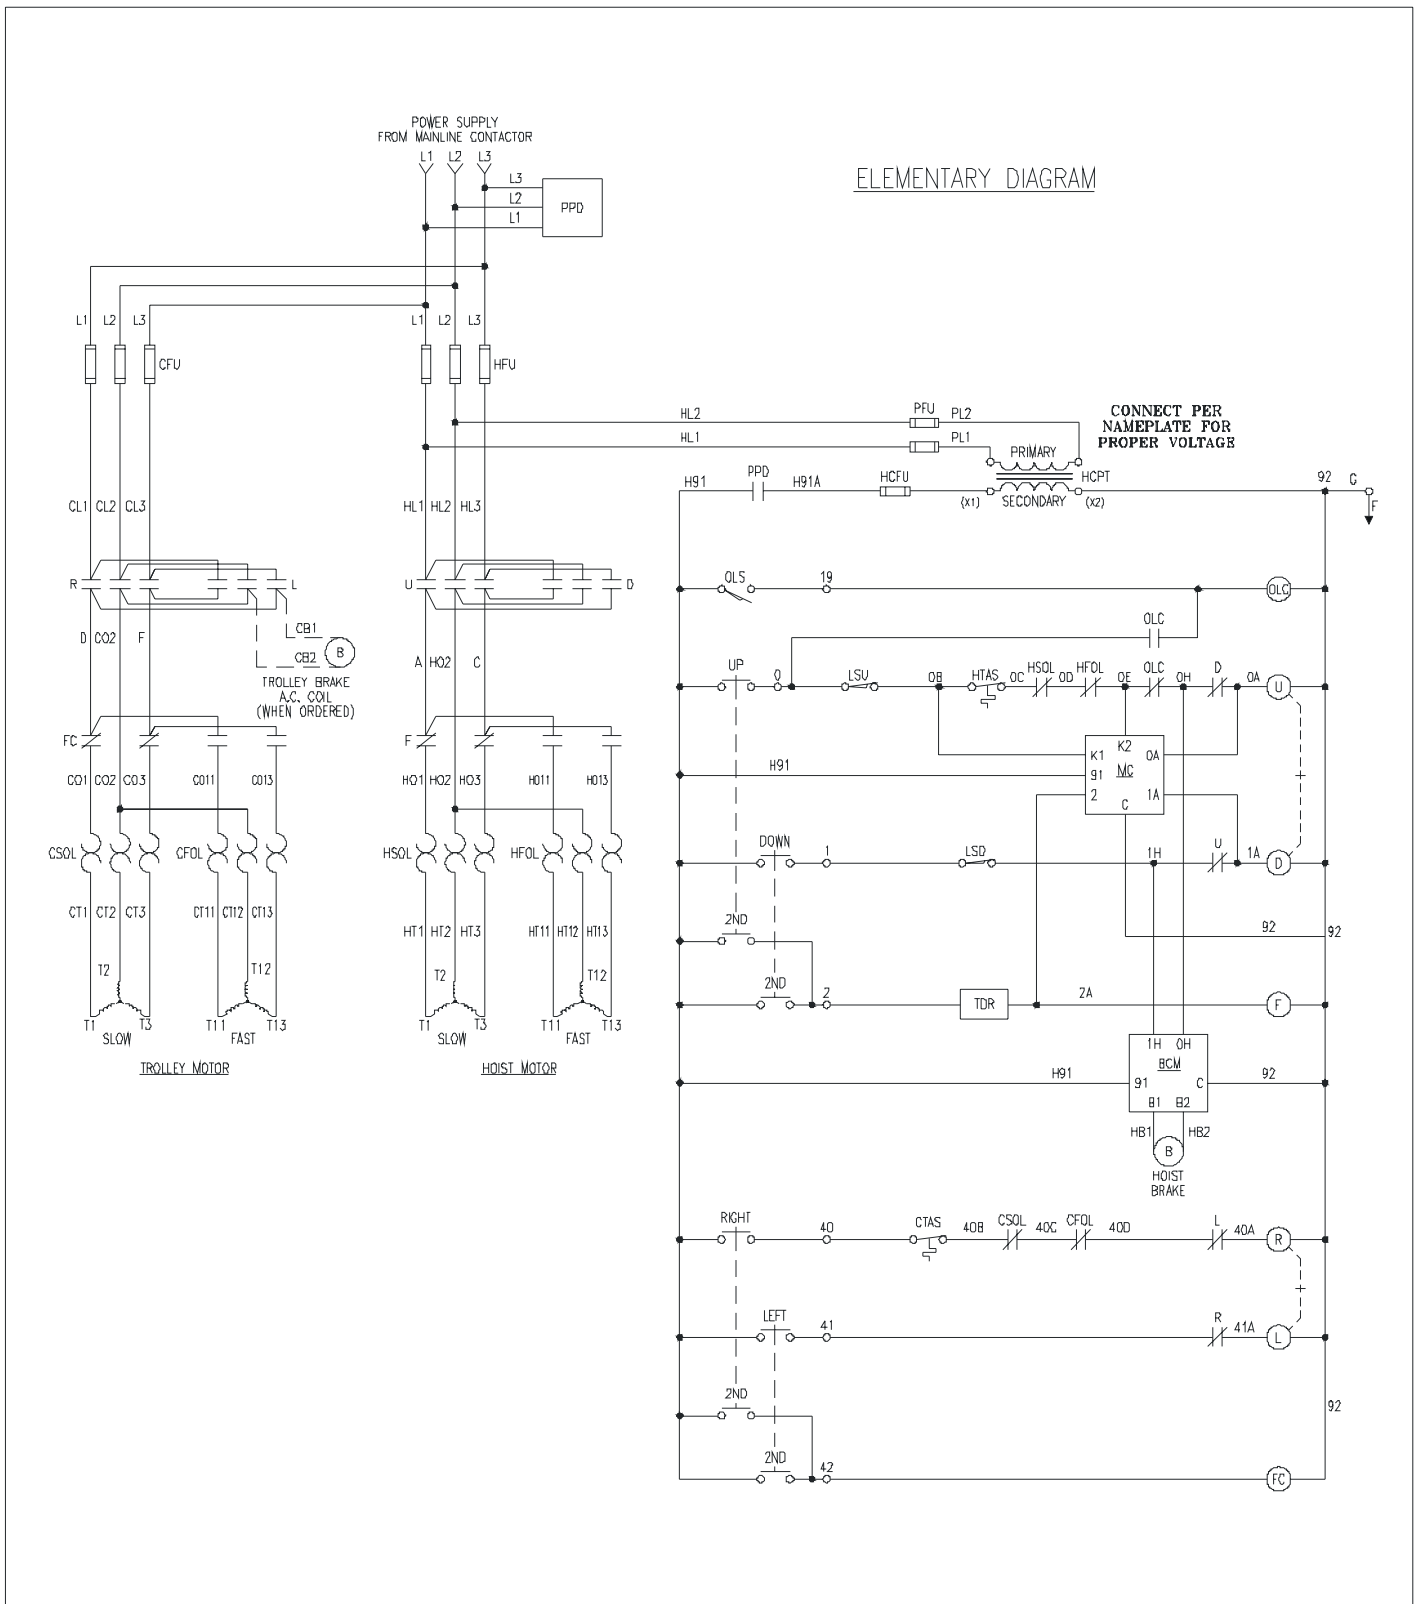 POWER SUPPLY
FROM MAINLINE CONTACTOR
L1 L2 L3
ELEMENTARY DIAGRAM
L3
L2
L1
PPD
L1 L2 L3
CFU
L1 L2 L3
HFU
HL2 PFU PL2
HL1 PL1
CONNECT PER
NAMEPLATE FOR
PROPER VOLTAGE
PRIMARY
H91 PPD H91A HCFU HCPT 92 G
(X1) SECONDARY (X2) F
CL1 CL2 CL3
HL1 HL2 HL3
R L
U D
OLS 19 OLC
OLC
D CO2 F
CB1
CB2 B
TROLLEY BRAKE
A.C. COIL
(WHEN ORDERED)
A HO2 C
UP 0 LSU 0B HTAS 0C HSOL 0D HFOL 0E OLC 0H D 0A U
FC
F
K1 K2 0A
H91 91 MC
2 C 1A
CO1 CO2 CO3 CO11 CO13
HO1 HO2 HO3 HO11 HO13
CSOL CFOL
HSOL HFOL
DOWN 1 LSD 1H U 1A D
CT1 CT2 CT3 CT11 CT12 CT13
HT1 HT2 HT3 HT11 HT12 HT13
2ND 92 92
T2 T12
T2 T12
2ND 2 TDR 2A F
T1 T3 T11 T13
SLOW FAST
TROLLEY MOTOR
T1 T3 T11 T13
SLOW FAST
HOIST MOTOR
1H 0H
BCM
H91 91 C 92
B1 B2
HB1 HB2
B
HOIST
BRAKE
RIGHT 40 CTAS 40B CSOL 40C CFOL 40D L 40A R
LEFT 41 R 41A L
2ND 92
2ND 42 FC